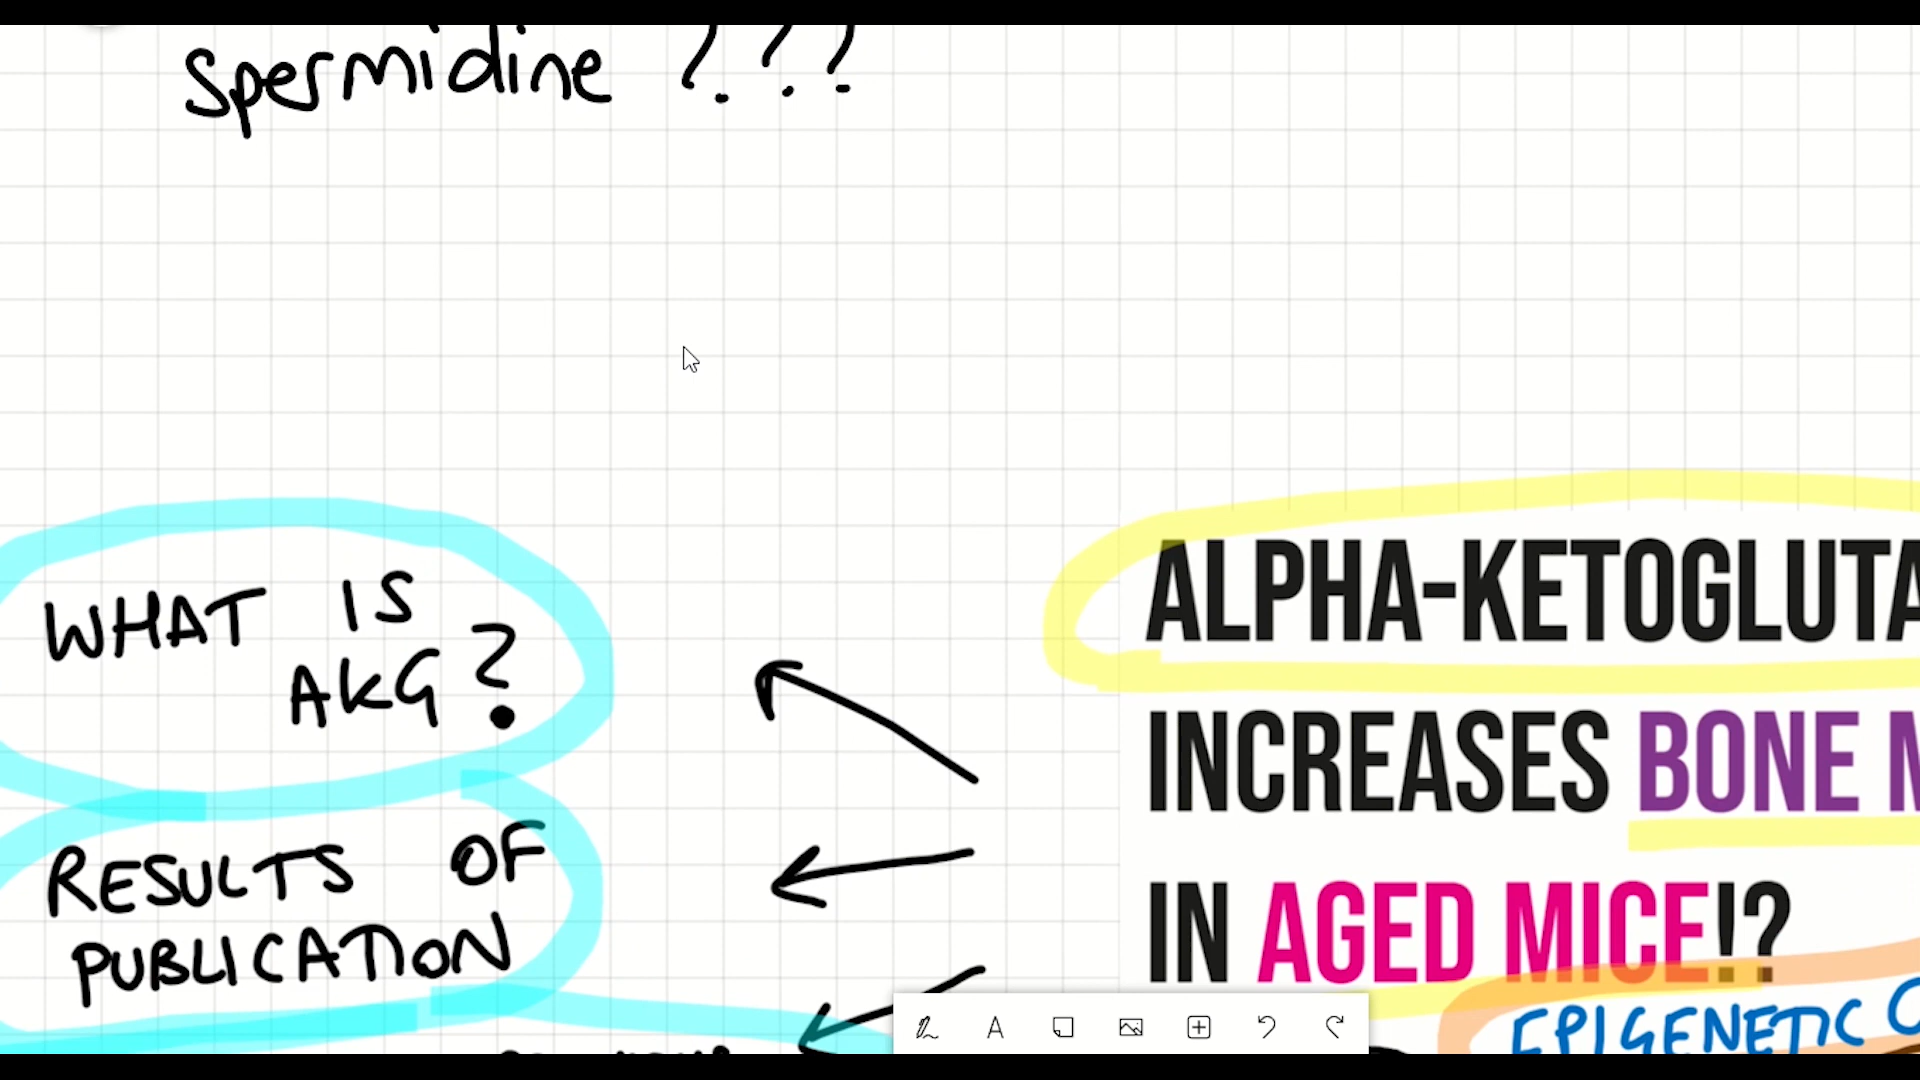 spermidine ???
WHAT IS
AKG?
RESULTS OF
PUBLICATION
ALPHA-KETOGLUTA
INCREASES BONE M
IN AGED MICE!?
EPIGENETIC